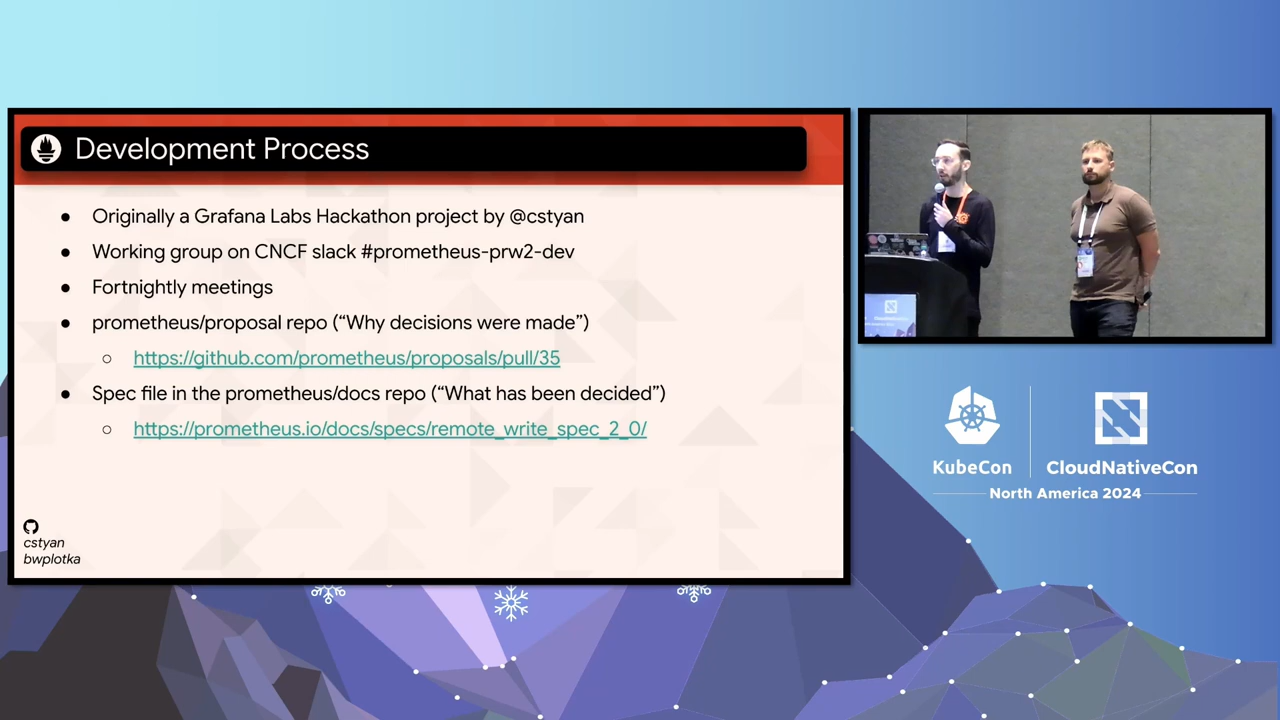 Development Process
Originally a Grafana Labs Hackathon project by @cstyan
Working group on CNCF slack #prometheus-prw2-dev
Fortnightly meetings
prometheus/proposal repo (“Why decisions were made”)
https://github.com/prometheus/proposals/pull/35
Spec file in the prometheus/docs repo (“What has been decided”)
https://prometheus.io/docs/specs/remote_write_spec_2_0/
cstyan
bwplotka
KubeCon
CloudNativeCon
North America 2024